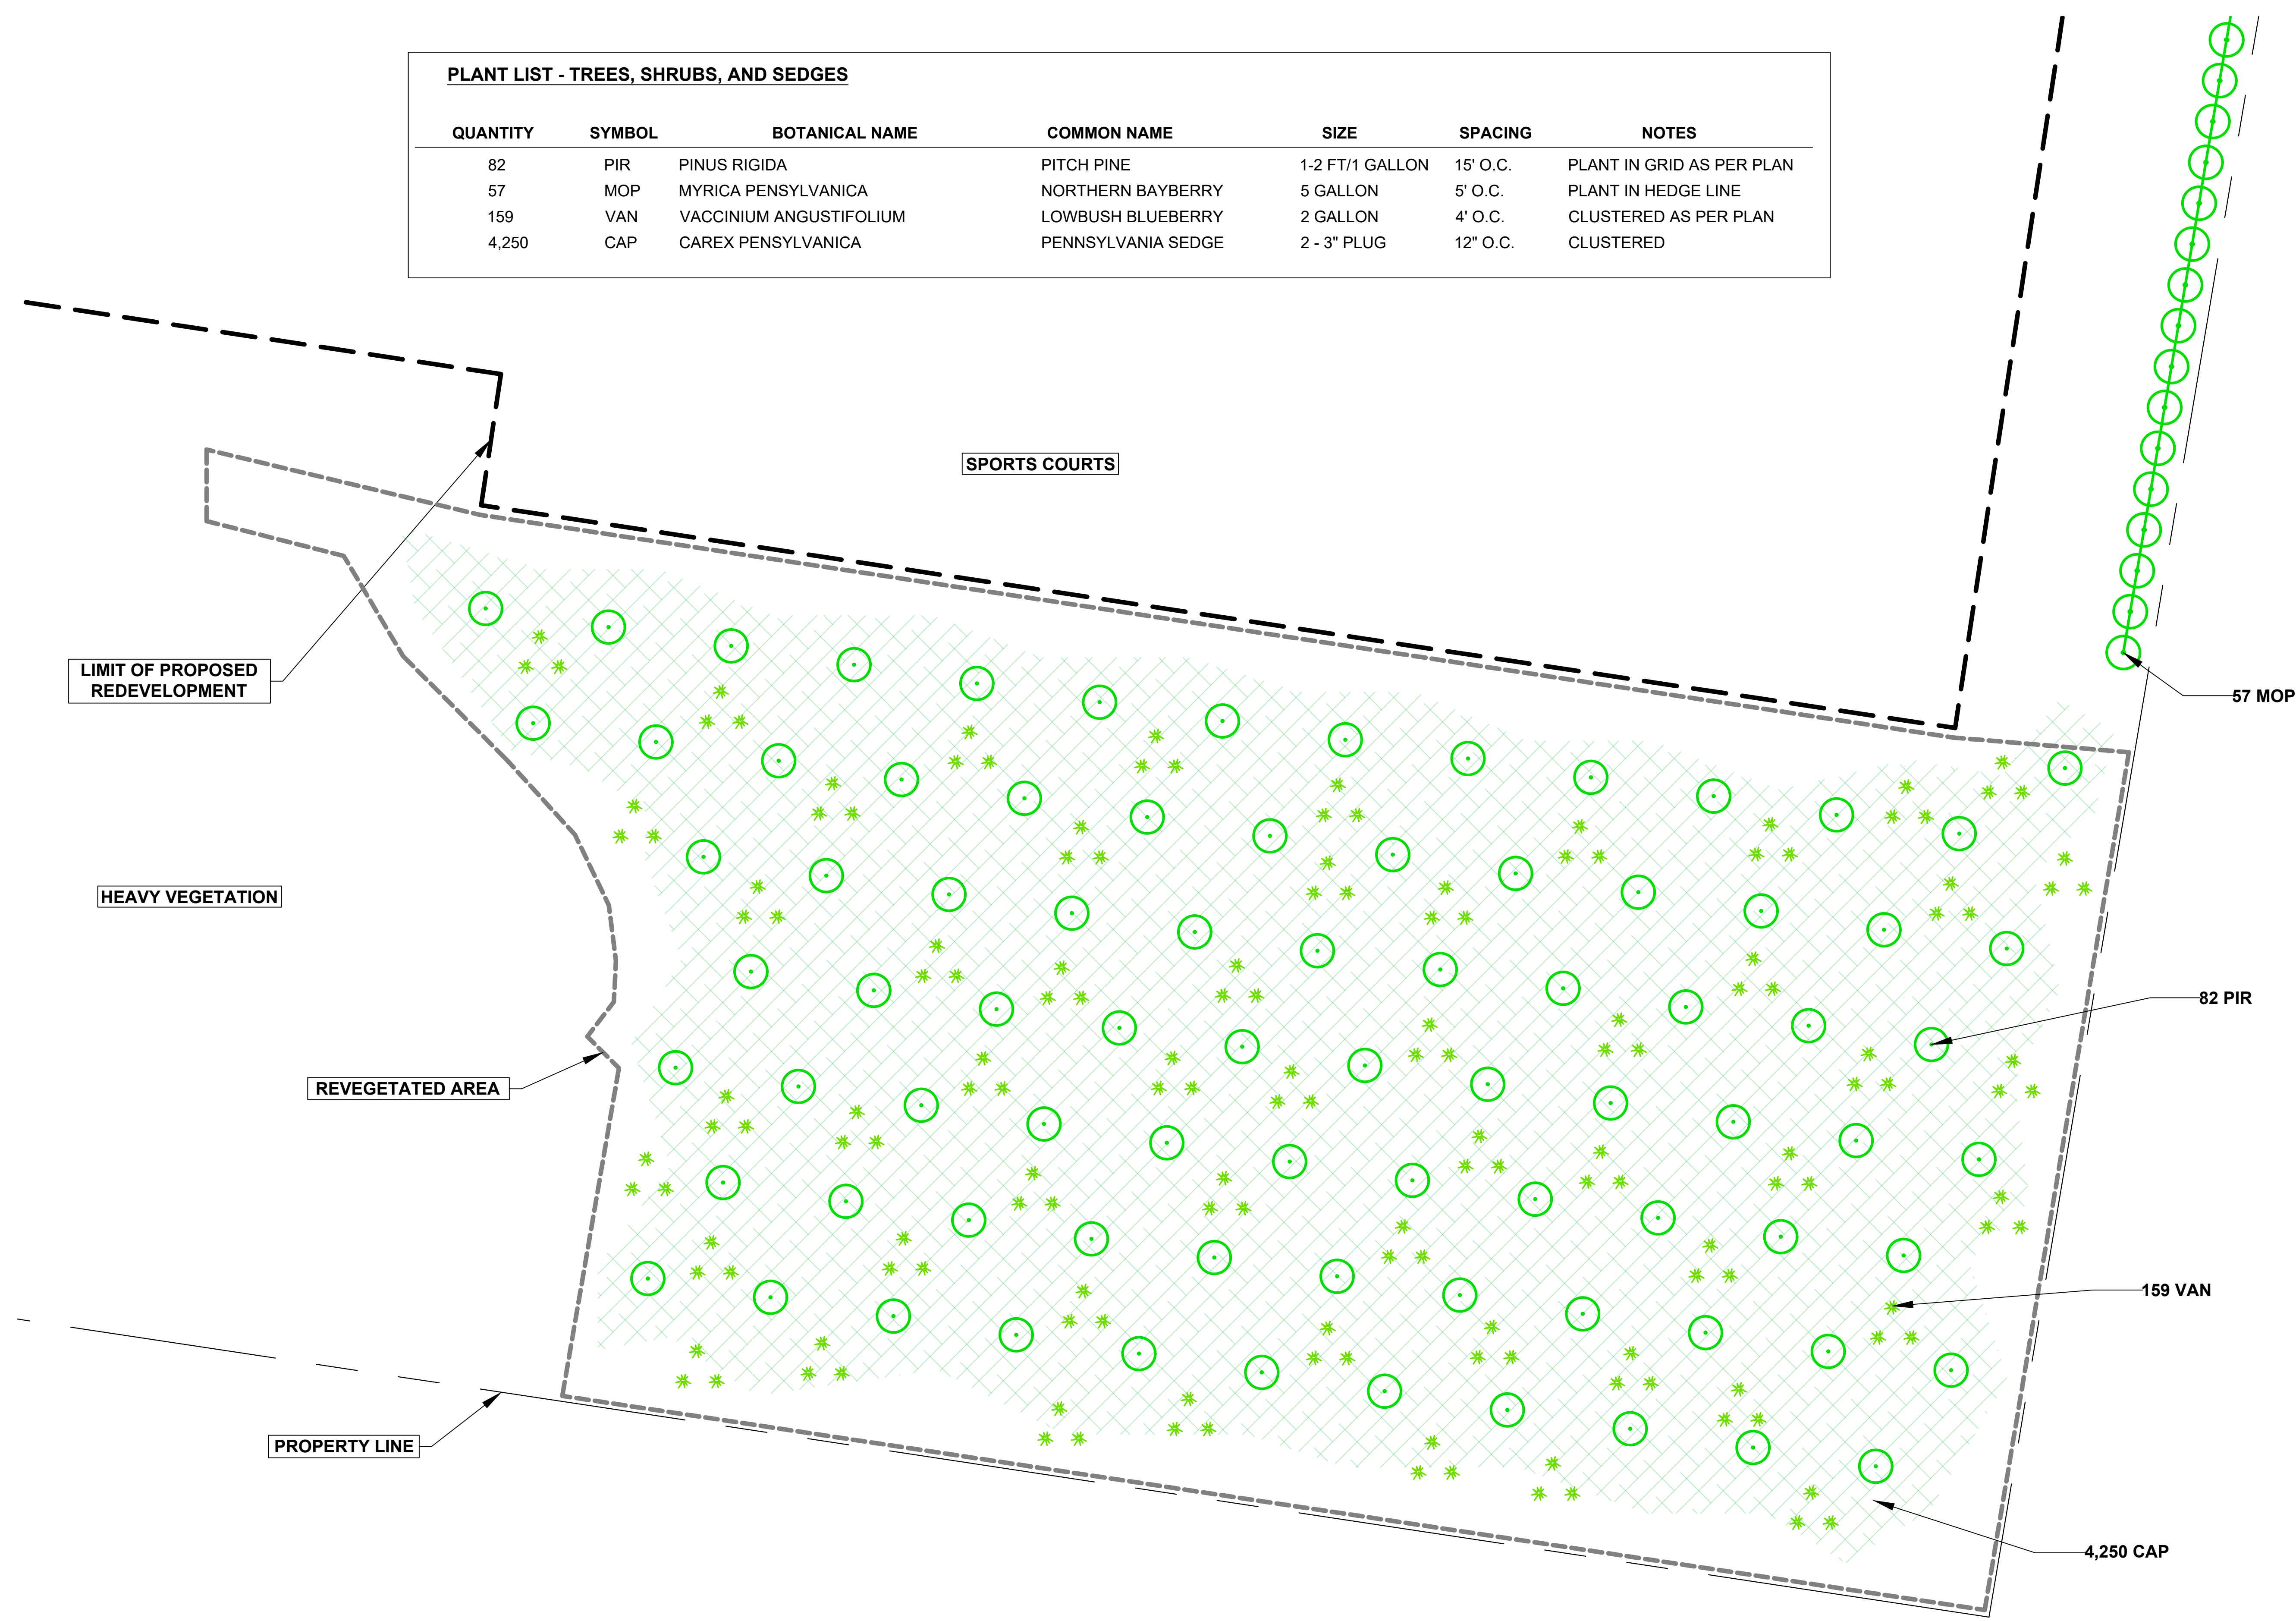 PLANT LIST - TREES, SHRUBS, AND SEDGES
QUANTITY SYMBOL BOTANICAL NAME COMMON NAME SIZE SPACING NOTES
82 PIR PINUS RIGIDA PITCH PINE 1-2 FT/1 GALLON 15' O.C. PLANT IN GRID AS PER PLAN
57 MOP MYRICA PENSYLVANICA NORTHERN BAYBERRY 5 GALLON 5' O.C. PLANT IN HEDGE LINE
159 VAN VACCINIUM ANGUSTIFOLIUM LOWBUSH BLUEBERRY 2 GALLON 4' O.C. CLUSTERED AS PER PLAN
4,250 CAP CAREX PENSYLVANICA PENNSYLVANIA SEDGE 2 - 3" PLUG 12" O.C. CLUSTERED
SPORTS COURTS
LIMIT OF PROPOSED
REDEVELOPMENT
57 MOP
HEAVY VEGETATION
82 PIR
REVEGETATED AREA
159 VAN
PROPERTY LINE
4,250 CAP